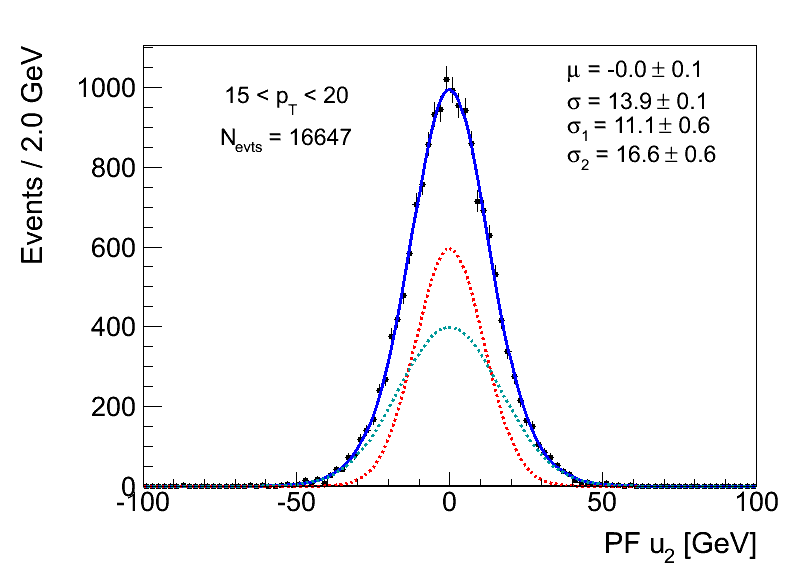 Events / 2.0 GeV
1000
800
600
400
200
0
15 < p_T < 20
N_evts = 16647
μ = -0.0 ± 0.1
σ = 13.9 ± 0.1
σ_1 = 11.1 ± 0.6
σ_2 = 16.6 ± 0.6
-100 -50 0 50 100
PF u_2 [GeV]